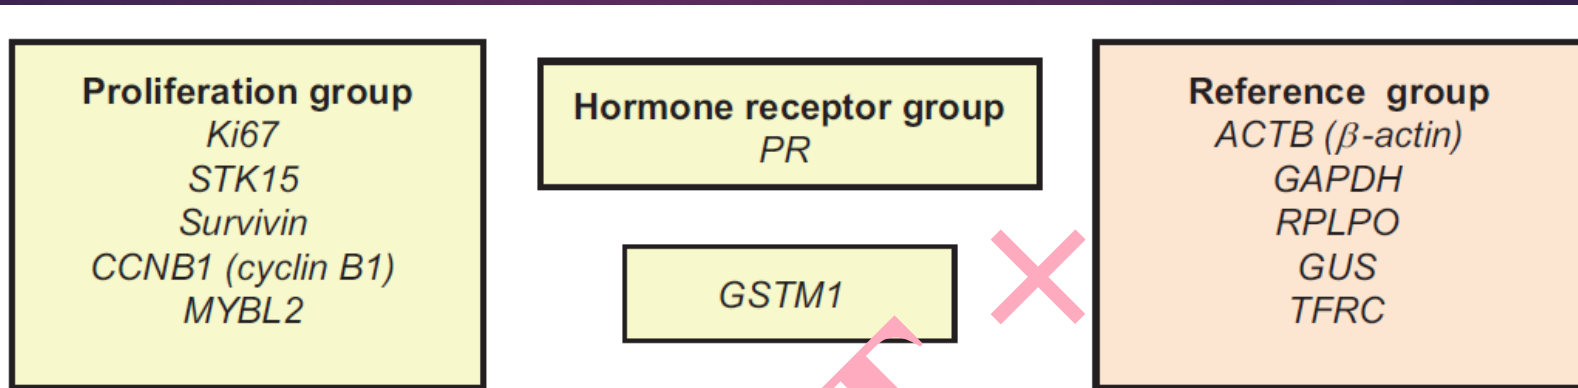 Proliferation group
Ki67
STK15
Survivin
CCNB1 (cyclin B1)
MYBL2
Hormone receptor group
PR
GSTM1
Reference group
ACTB (β-actin)
GAPDH
RPLPO
GUS
TFRC